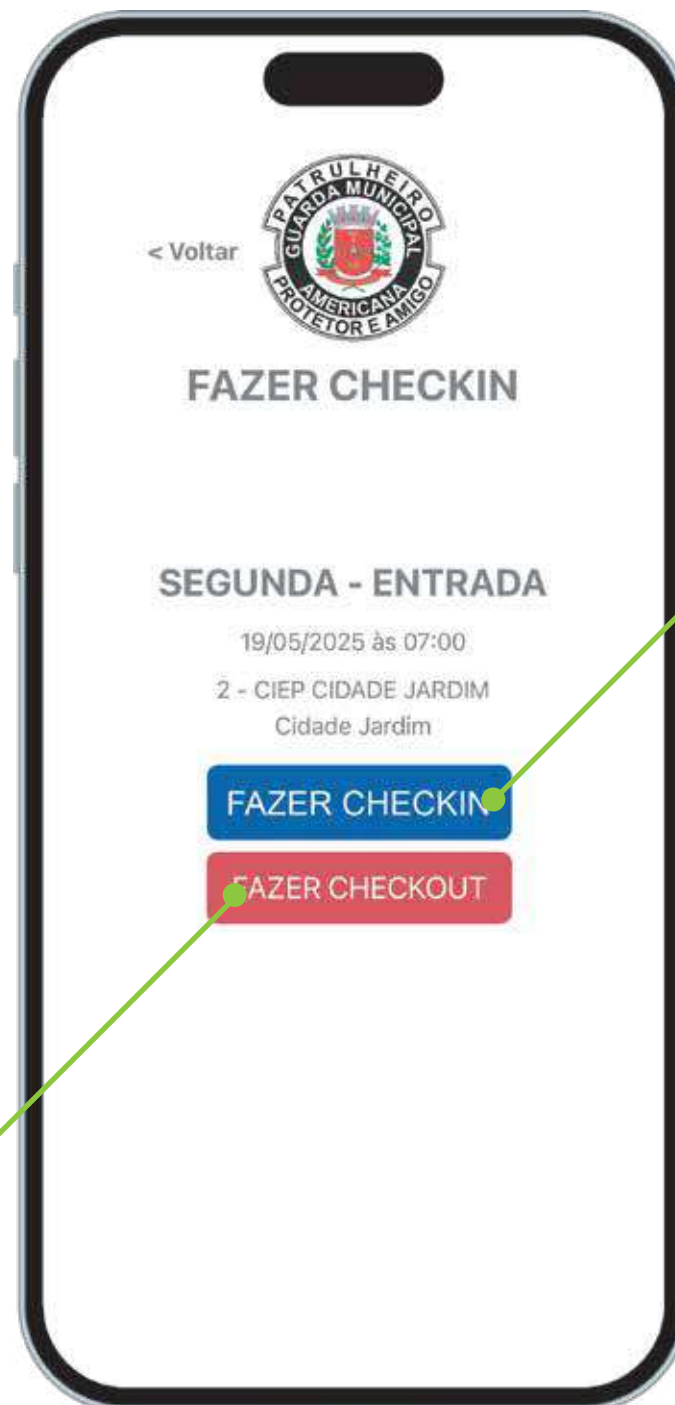 PATRULHEIRO
GUARDA MUNICIPAL
AMERICANA
PROTETOR E AMIGO
< Voltar
FAZER CHECKIN
SEGUNDA - ENTRADA
19/05/2025 às 07:00
2 - CIEP CIDADE JARDIM
Cidade Jardim
FAZER CHECKIN
FAZER CHECKOUT